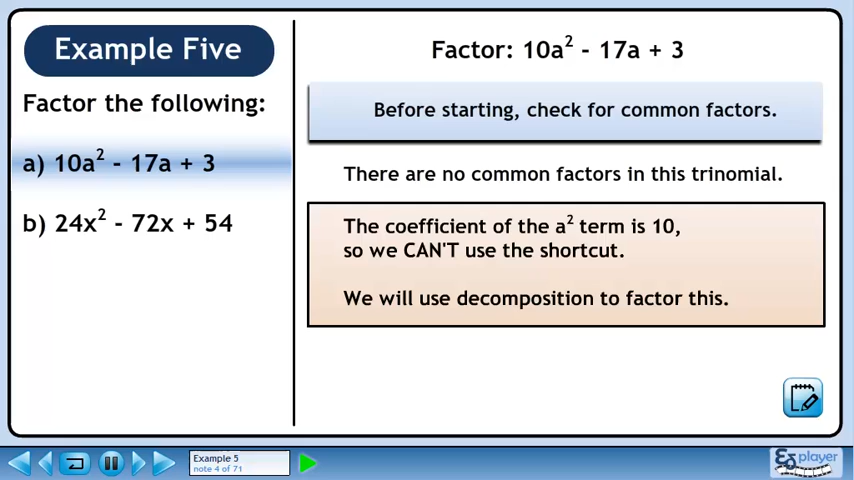 Example Five
Factor the following:
a) 10a² - 17a + 3
b) 24x² - 72x + 54
Factor: 10a² - 17a + 3
Before starting, check for common factors.
There are no common factors in this trinomial.
The coefficient of the a² term is 10,
so we CAN'T use the shortcut.
We will use decomposition to factor this.
Example 5
note 4 of 71
player